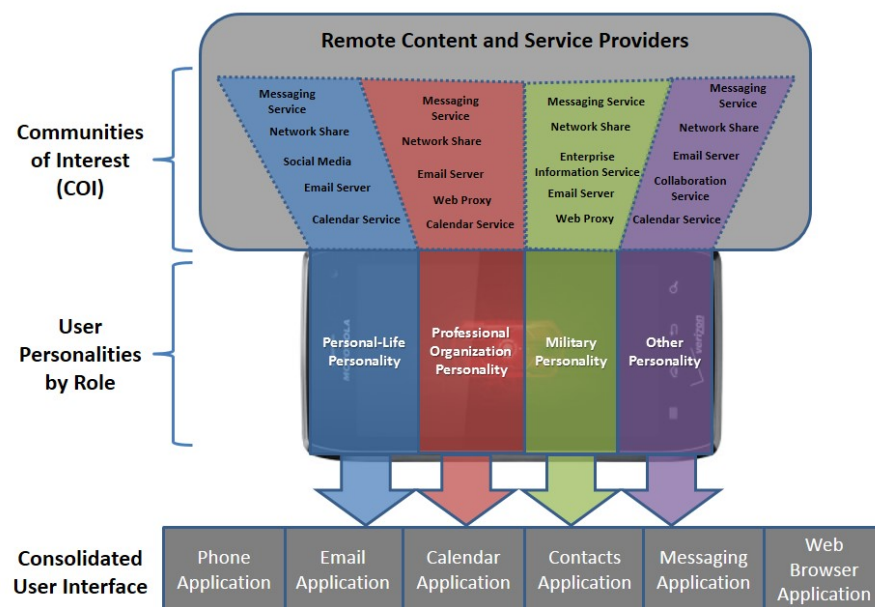 Remote Content and Service Providers
Communities
of Interest
(COI)
Messaging
Service
Network Share
Social Media
Email Server
Calendar Service
Messaging
Service
Network Share
Email Server
Web Proxy
Calendar Service
Messaging Service
Network Share
Enterprise
Information Service
Email Server
Web Proxy
Messaging
Service
Network Share
Email Server
Collaboration
Service
Calendar Service
User
Personalities
by Role
MOTOROLA
Personal-Life
Personality
Professional
Organization
Personality
Military
Personality
Other
Personality
verizon
Consolidated
User Interface
Phone
Application
Email
Application
Calendar
Application
Contacts
Application
Messaging
Application
Web
Browser
Application